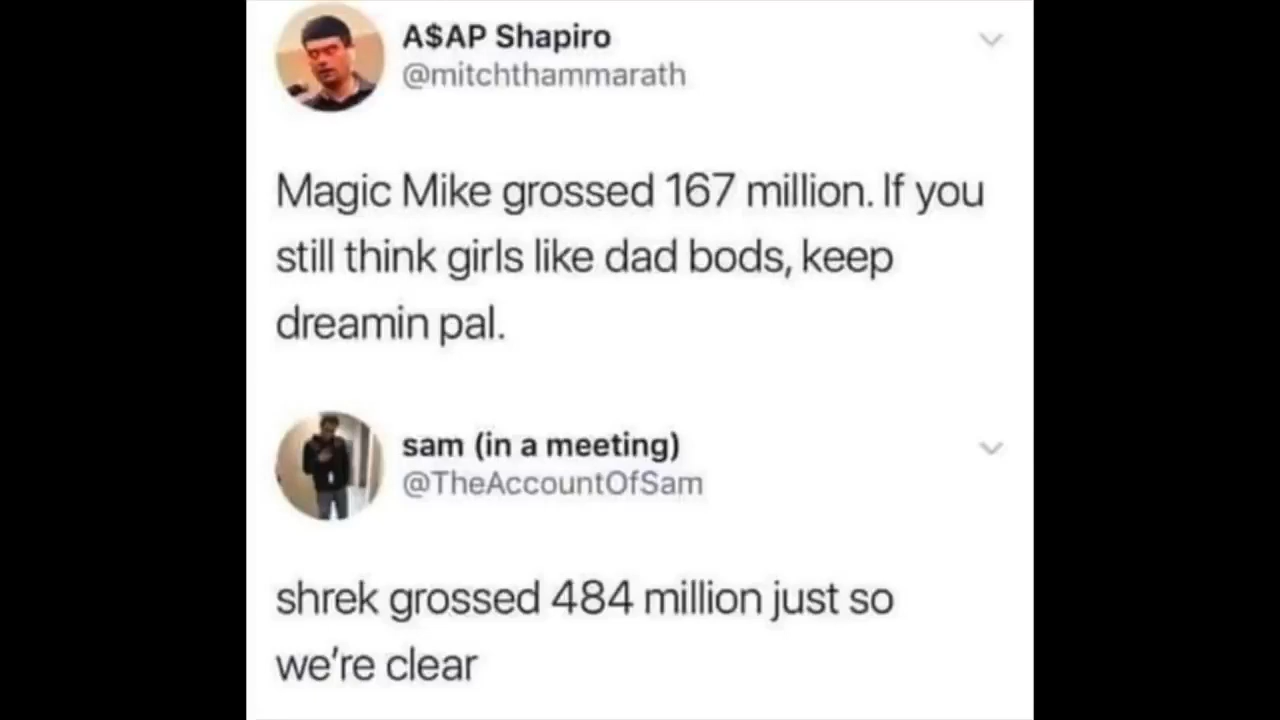 A$AP Shapiro
@mitchthammarath
Magic Mike grossed 167 million. If you
still think girls like dad bods, keep
dreamin pal.
sam (in a meeting)
@TheAccountOfSam
shrek grossed 484 million just so
we're clear